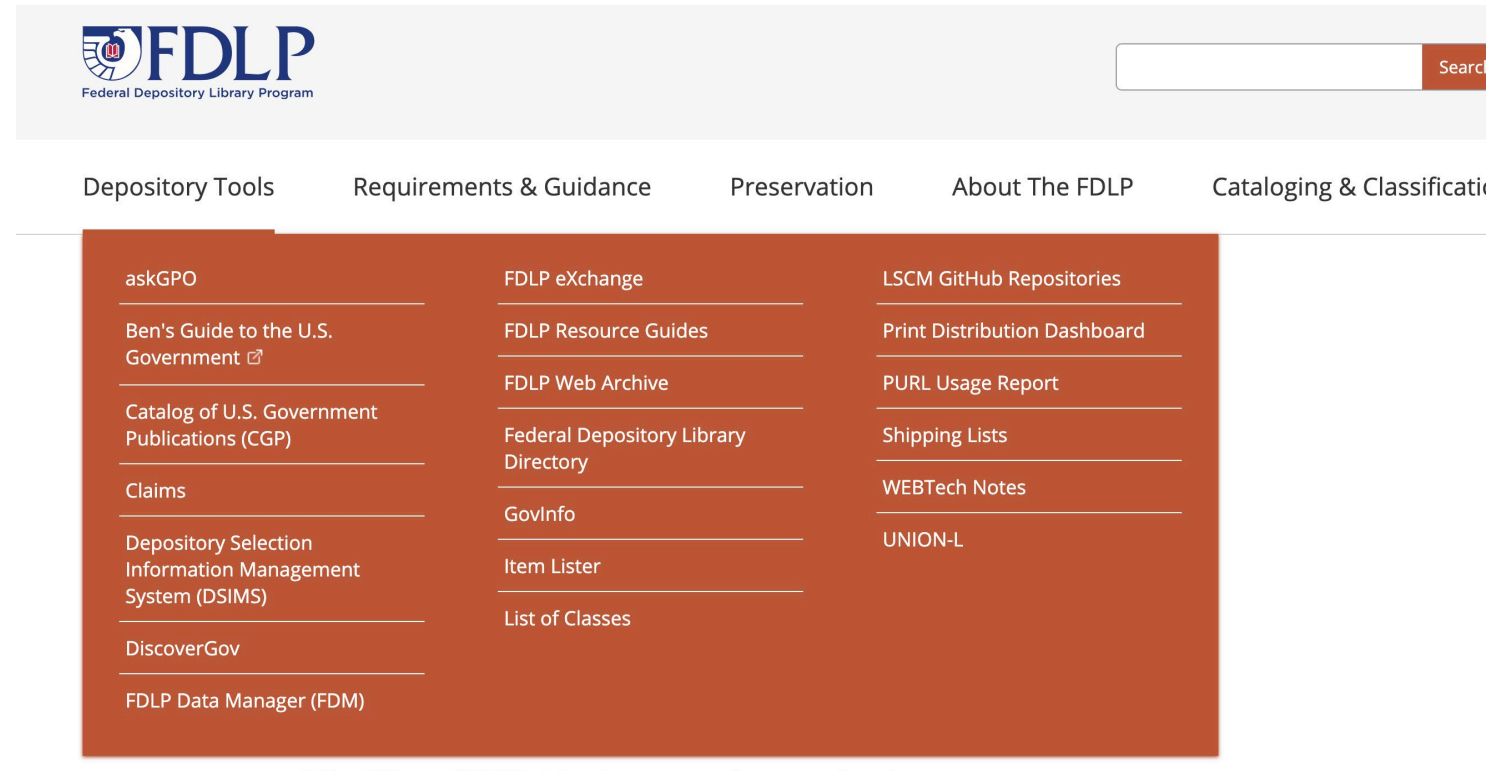 FDLP
Federal Depository Library Program
Search
Depository Tools
Requirements & Guidance
Preservation
About The FDLP
Cataloging &
askGPO
Ben's Guide to the U.S.
Government
Catalog of U.S. Government
Publications (CGP)
Claims
Depository Selection
Information Management
System (DSIMS)
DiscoverGov
FDLP Data Manager (FDM)
FDLP eXchange
FDLP Resource Guides
FDLP Web Archive
Federal Depository Library
Directory
GovInfo
Item Lister
List of Classes
LSCM GitHub Repositories
Print Distribution Dashboard
PURL Usage Report
Shipping Lists
WEBTech Notes
UNION-L